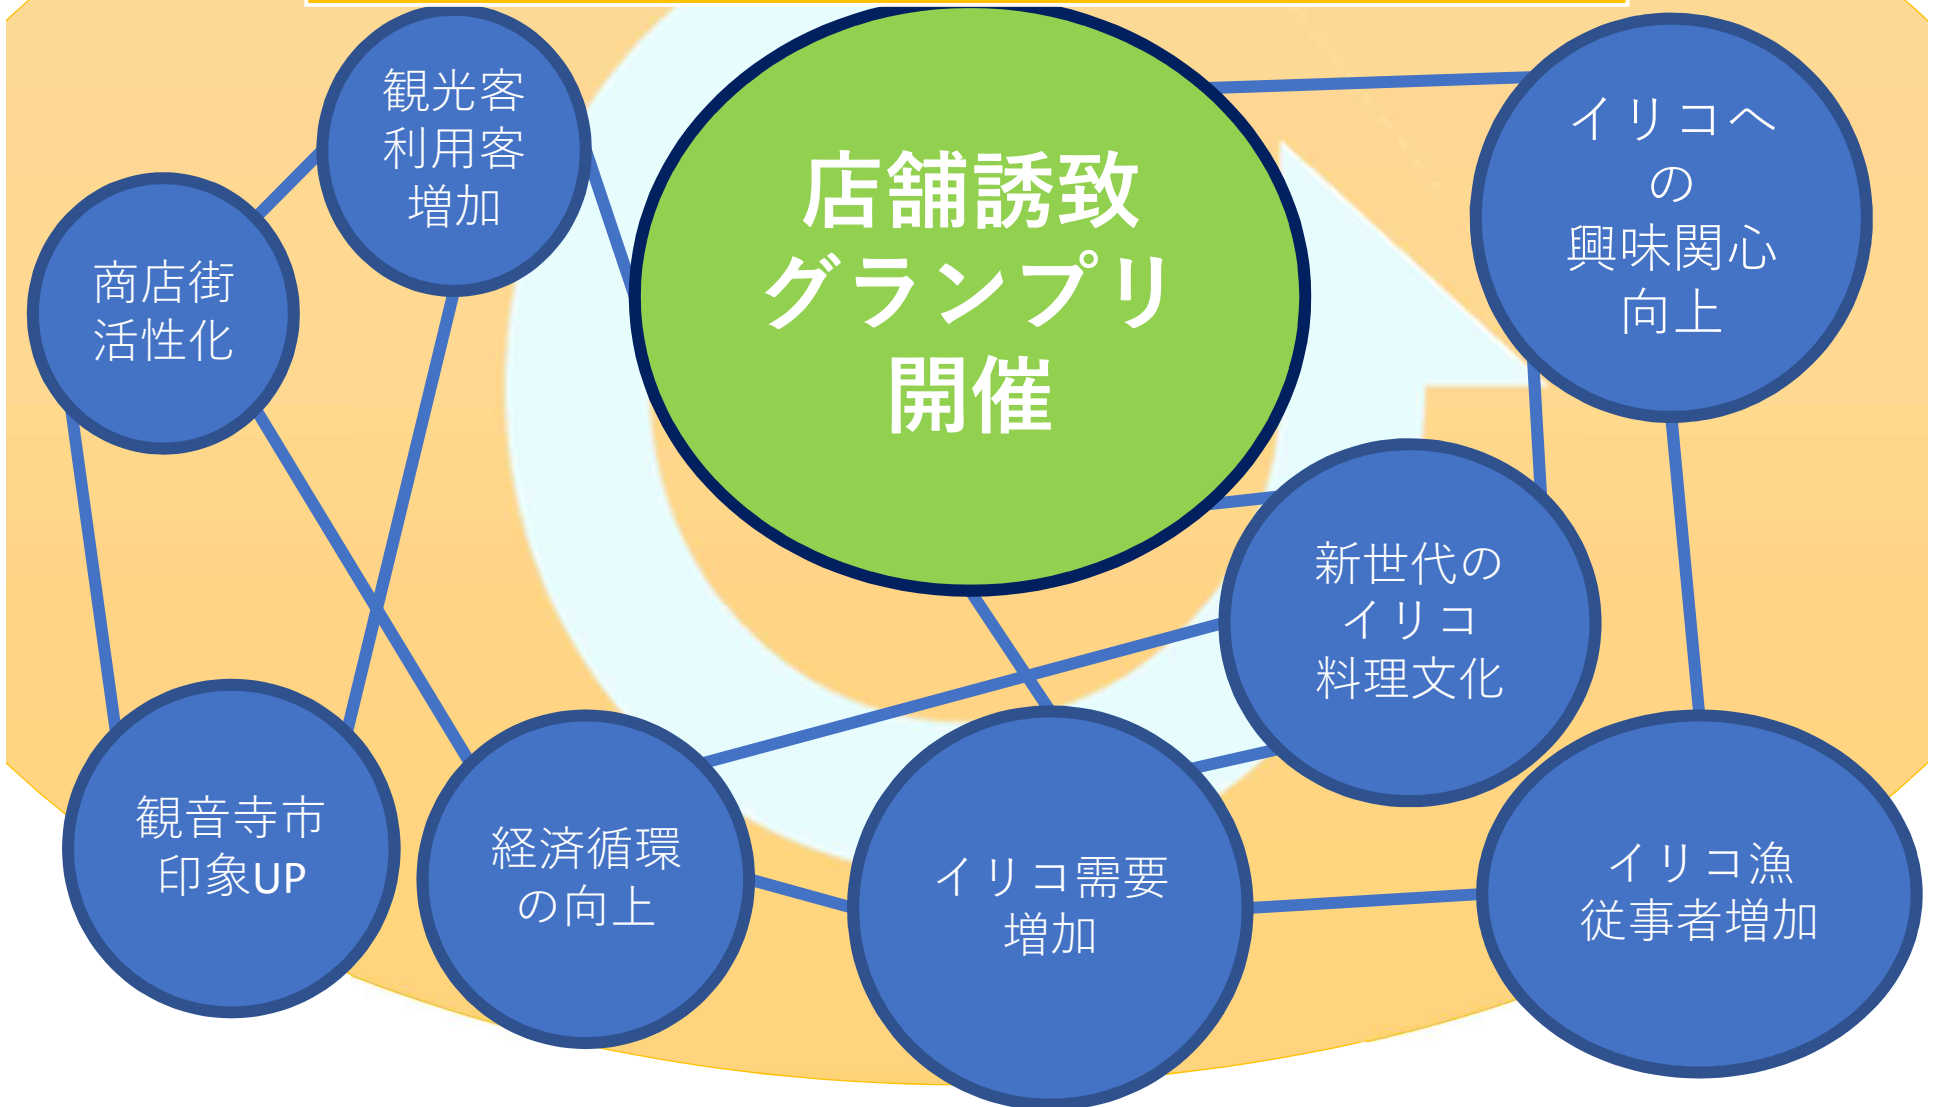 観光客
利用客
増加
店舗誘致
グランプリ
開催
イリコへ
の
興味関心
向上
商店街
活性化
新世代の
イリコ
料理文化
観音寺市
印象UP
経済循環
の向上
イリコ需要
増加
イリコ漁
従事者増加